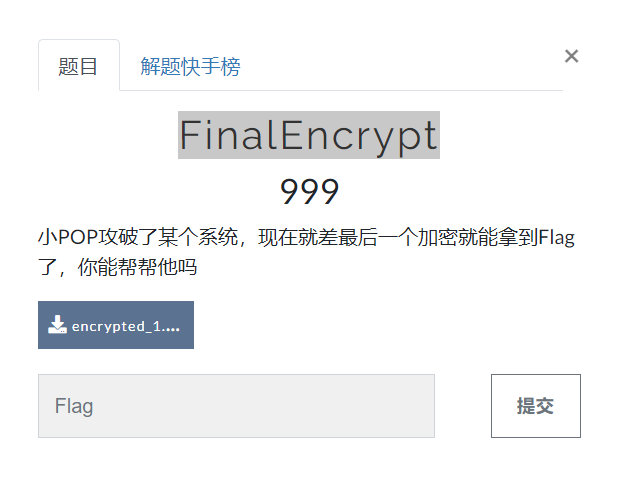 题目
解题快手榜
×
FinalEncrypt
999
小POP攻破了某个系统，现在就差最后一个加密就能拿到Flag
了，你能帮帮他吗
encrypted_1....
Flag
提交